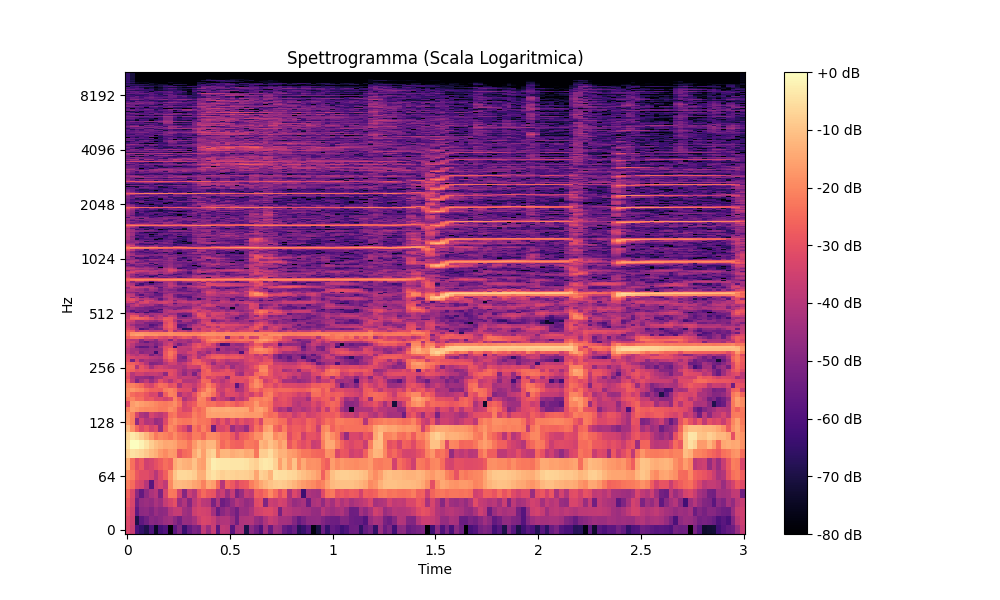 Spettrogramma (Scala Logaritmica)
8192
4096
2048
1024
512
256
128
64
0
Hz
0
0.5
1
1.5
2
2.5
3
Time
+0 dB
-10 dB
-20 dB
-30 dB
-40 dB
-50 dB
-60 dB
-70 dB
-80 dB